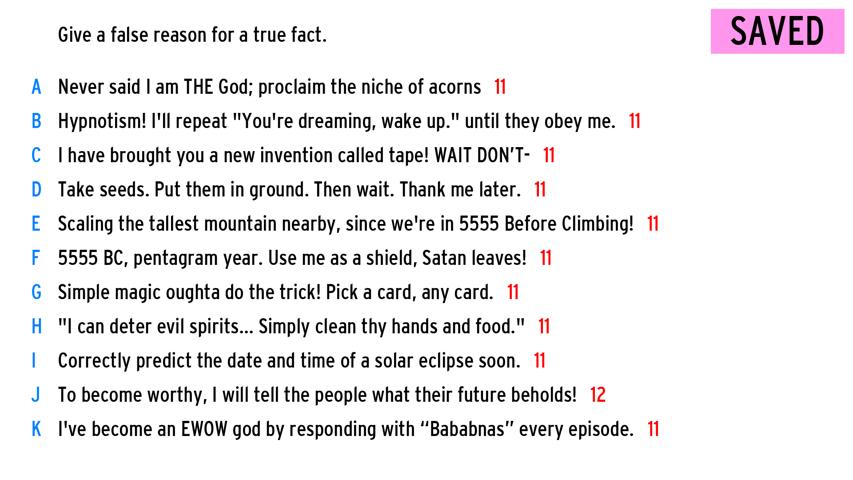 Give a false reason for a true fact.
SAVED
A Never said I am THE God; proclaim the niche of acorns 11
B Hypnotism! I'll repeat "You're dreaming, wake up." until they obey me. 11
C I have brought you a new invention called tape! WAIT DON'T- 11
D Take seeds. Put them in ground. Then wait. Thank me later. 11
E Scaling the tallest mountain nearby, since we're in 5555 Before Climbing! 11
F 5555 BC, pentagram year. Use me as a shield, Satan leaves! 11
G Simple magic oughta do the trick! Pick a card, any card. 11
H "I can deter evil spirits... Simply clean thy hands and food." 11
I Correctly predict the date and time of a solar eclipse soon. 11
J To become worthy, I will tell the people what their future beholds! 12
K I've become an EWOW god by responding with “Bababnas” every episode. 11